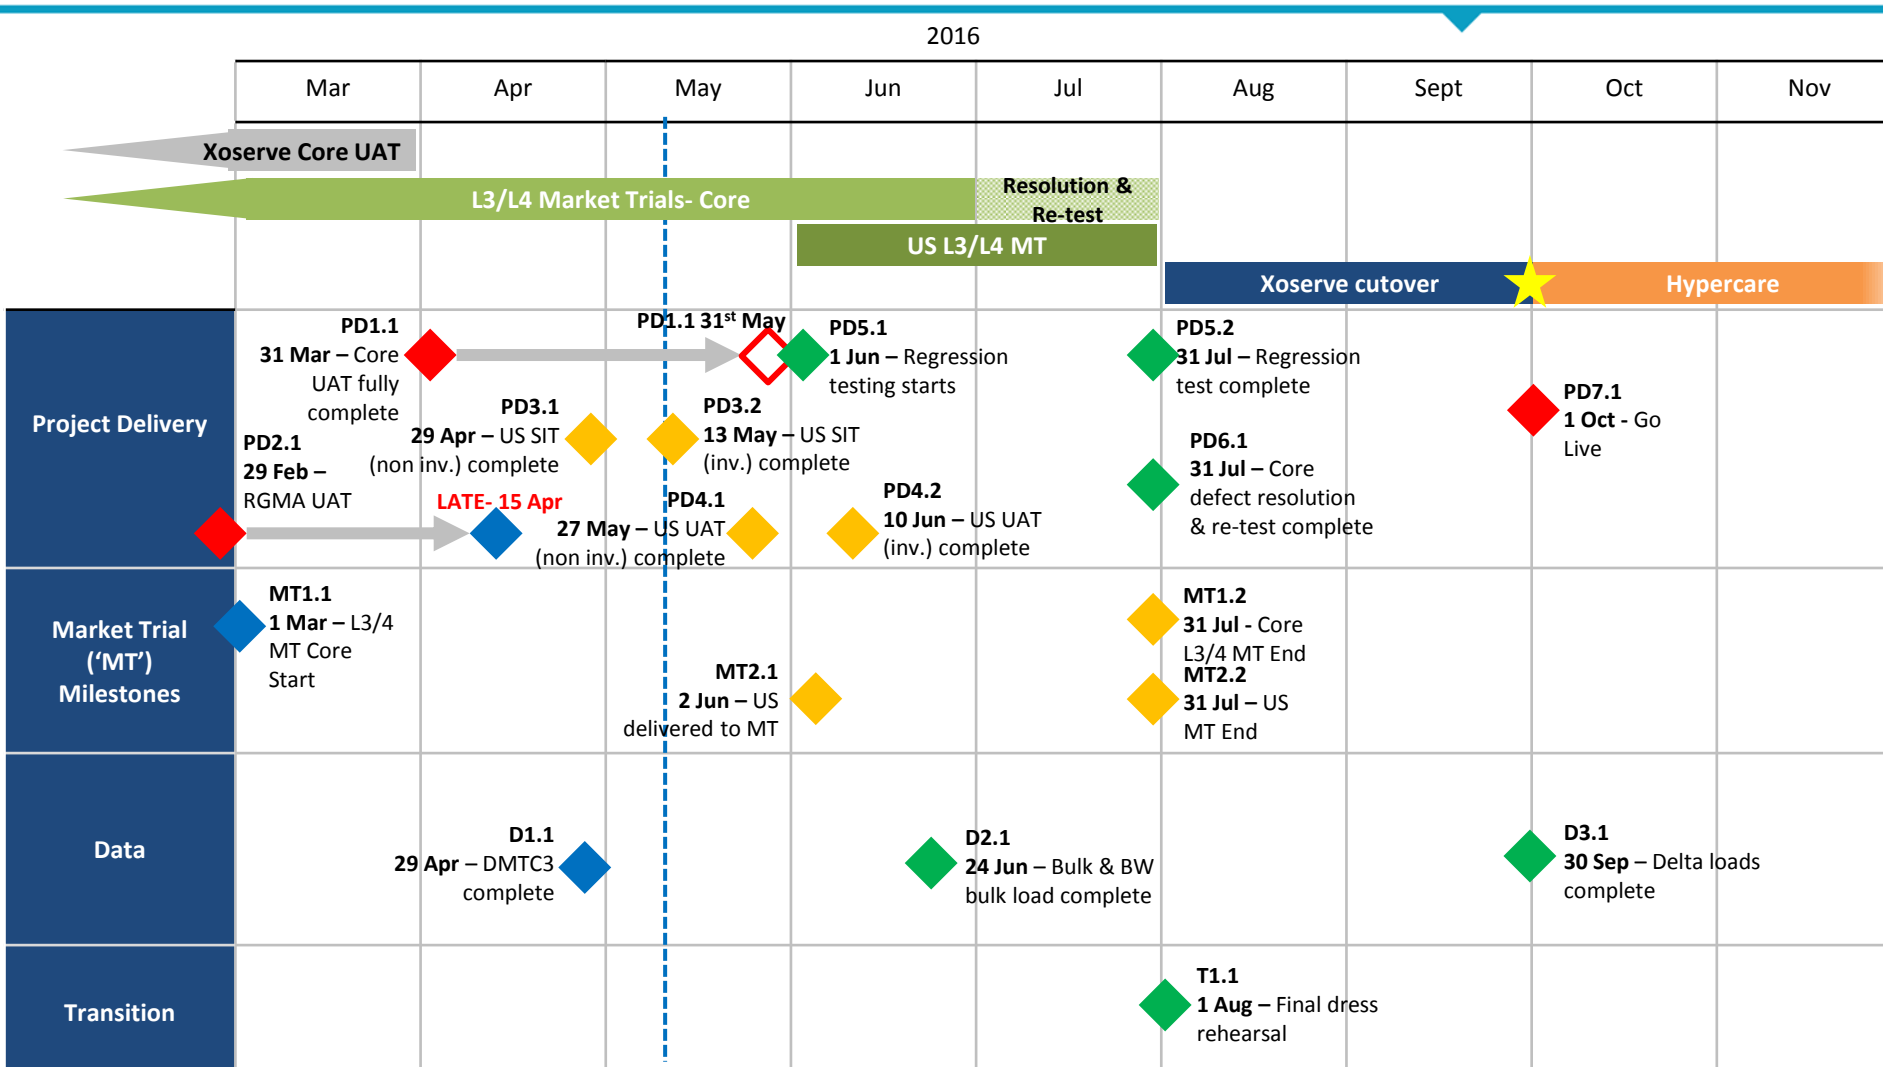 2016
Mar
Apr
May
Jun
Jul
Aug
Sept
Oct
Nov
Xoserve Core UAT
L3/L4 Market Trials- Core
Resolution &
Re-test
US L3/L4 MT
Xoserve cutover
Hypercare
Project Delivery
PD1.1
31 Mar – Core
UAT fully
complete
PD1.1 31st May
PD5.1
1 Jun – Regression
testing starts
PD5.2
31 Jul – Regression
test complete
PD7.1
1 Oct - Go
Live
PD3.1
29 Apr – US SIT
(non inv.) complete
PD3.2
13 May – US SIT
(inv.) complete
PD2.1
29 Feb –
RGMA UAT
LATE- 15 Apr
PD4.1
27 May – US UAT
(non inv.) complete
PD4.2
10 Jun – US UAT
(inv.) complete
PD6.1
31 Jul – Core
defect resolution
& re-test complete
Market Trial
(‘MT’)
Milestones
MT1.1
1 Mar – L3/4
MT Core
Start
MT2.1
2 Jun – US
delivered to MT
MT1.2
31 Jul - Core
L3/4 MT End
MT2.2
31 Jul – US
MT End
Data
D1.1
29 Apr – DMTC3
complete
D2.1
24 Jun – Bulk & BW
bulk load complete
D3.1
30 Sep – Delta loads
complete
Transition
T1.1
1 Aug – Final dress
rehearsal